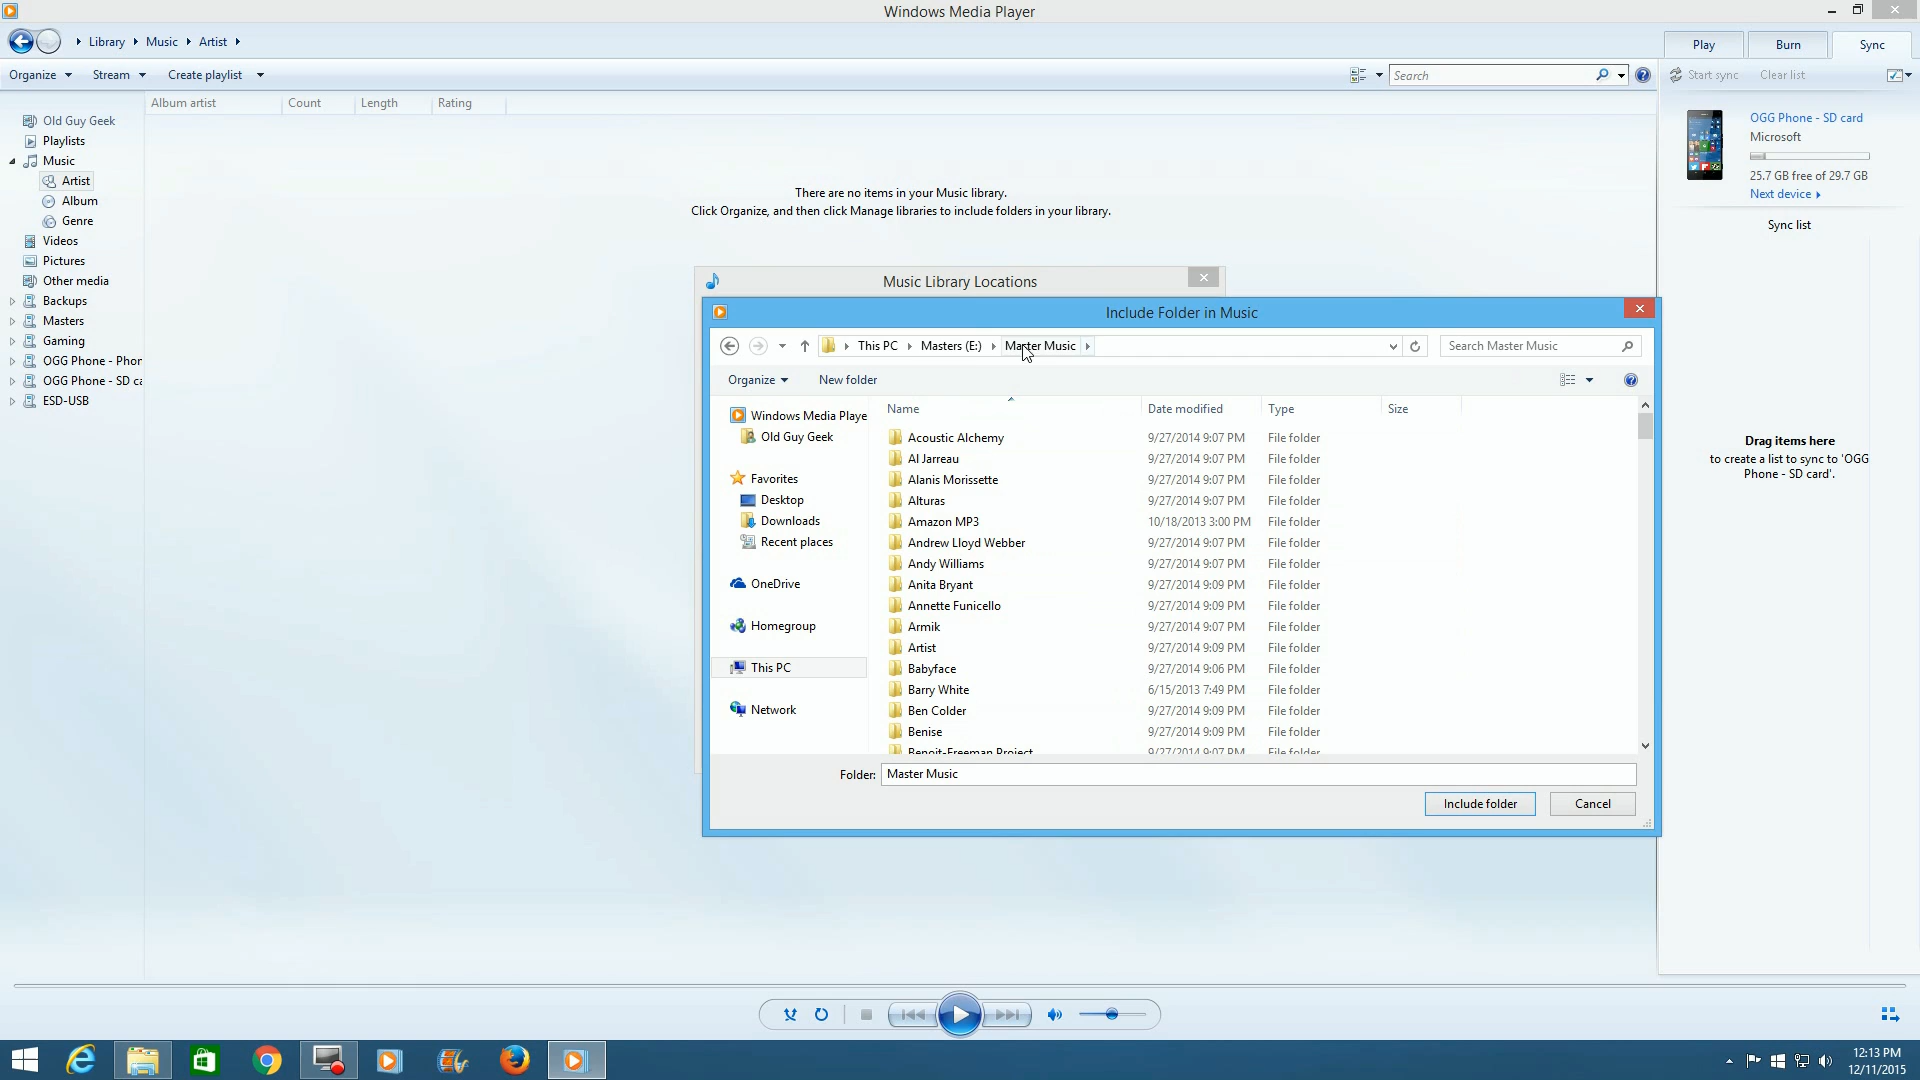 Windows Media Player
Library Music Artist
Play Burn Sync
Organize Stream Create playlist
Search
Start sync Clear list
Album artist Count Length Rating
Old Guy Geek
Playlists
Music
Artist
Album
Genre
Videos
Pictures
Other media
Backups
Masters
Gaming
OGG Phone - Phor
OGG Phone - SD ca
ESD-USB
There are no items in your Music library.
Click Organize, and then click Manage libraries to include folders in your library.
OGG Phone - SD card
Microsoft
25.7 GB free of 29.7 GB
Next device
Sync list
Drag items here
to create a list to sync to 'OGG
Phone - SD card'.
Music Library Locations
Include Folder in Music
This PC Masters (E:) Master Music
Search Master Music
Organize New folder
Windows Media Playe
Old Guy Geek
Favorites
Desktop
Downloads
Recent places
OneDrive
Homegroup
This PC
Network
Name Date modified Type Size
Acoustic Alchemy 9/27/2014 9:07 PM File folder
Al Jarreau 9/27/2014 9:07 PM File folder
Alanis Morissette 9/27/2014 9:07 PM File folder
Alturas 9/27/2014 9:07 PM File folder
Amazon MP3 10/18/2013 3:00 PM File folder
Andrew Lloyd Webber 9/27/2014 9:07 PM File folder
Andy Williams 9/27/2014 9:07 PM File folder
Anita Bryant 9/27/2014 9:09 PM File folder
Annette Funicello 9/27/2014 9:09 PM File folder
Armik 9/27/2014 9:07 PM File folder
Artist 9/27/2014 9:09 PM File folder
Babyface 9/27/2014 9:06 PM File folder
Barry White 6/15/2013 7:49 PM File folder
Ben Colder 9/27/2014 9:09 PM File folder
Benise 9/27/2014 9:09 PM File folder
Benoit-Freeman Project 9/27/2014 9:07 PM File folder
Folder: Master Music
Include folder Cancel
12:13 PM
12/11/2015